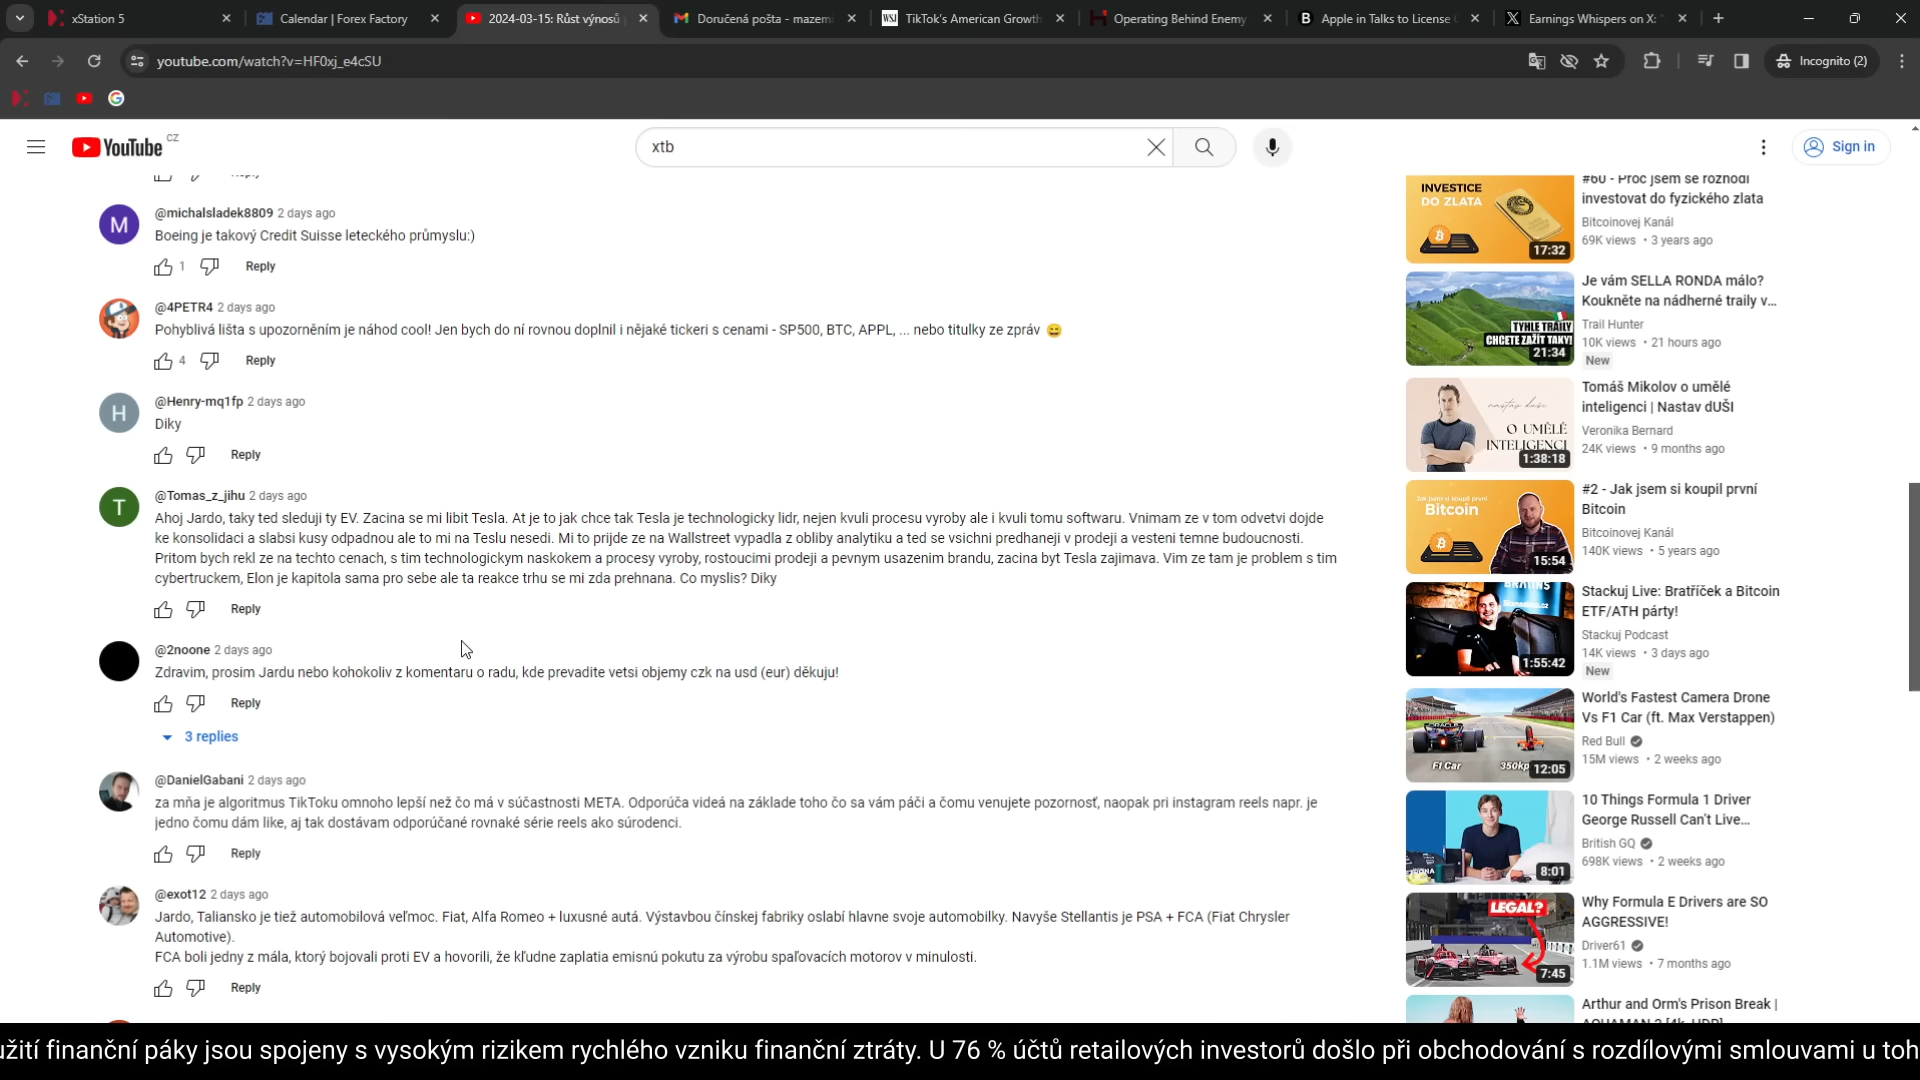 xStation 5
Calendar | Forex Factory
2024-03-15: Růst výnosů
Doručená pošta - mazem
TikTok's American Growth
Operating Behind Enemy
Apple in Talks to License
Earnings Whispers on X:
youtube.com/watch?v=HF0xj_e4cSU
Incognito (2)
YouTube CZ
xtb
Sign in
@michalsladek8809 2 days ago
Boeing je takový Credit Suisse leteckého průmyslu:)
1
Reply
@4PETR4 2 days ago
Pohyblivá lišta s upozorněním je náhod cool! Jen bych do ní rovnou doplnil i nějaké tickeri s cenami - SP500, BTC, APPL, ... nebo titulky ze zpráv 😄
4
Reply
@Henry-mq1fp 2 days ago
Diky
Reply
@Tomas_z_jihu 2 days ago
Ahoj Jardo, taky ted sleduji ty EV. Zacina se mi libit Tesla. At je to jak chce tak Tesla je technologicky lidr, nejen kvuli procesu vyroby ale i kvuli tomu softwaru. Vnimam ze v tom odvetvi dojde
ke konsolidaci a slabsi kusy odpadnou ale to mi na Teslu nesedi. Mi to prijde ze na Wallstreet vypadla z obliby analytiku a ted se vsichni predhaneji v prodeji a vesteni temne budoucnosti.
Pritom bych rekl ze na techto cenach, s tim technologickym naskokem a procesy vyroby, rostoucimi prodeji a pevnym usazenim brandu, zacina byt Tesla zajimava. Vim ze tam je problem s tim
cybertruckem, Elon je kapitola sama pro sebe ale ta reakce trhu se mi zda prehnana. Co myslis? Diky
Reply
@2noone 2 days ago
Zdravim, prosim Jardu nebo kohokoliv z komentaru o radu, kde prevadite vetsi objemy czk na usd (eur) děkuju!
Reply
3 replies
@DanielGabani 2 days ago
za mňa je algoritmus TikToku omnoho lepší než čo má v súčastnosti META. Odporúča videá na základe toho čo sa vám páči a čomu venujete pozornosť, naopak pri instagram reels napr. je
jedno čomu dám like, aj tak dostávam odporúčané rovnaké série reels ako súrodenci.
Reply
@exot12 2 days ago
Jardo, Taliansko je tiež automobilová veľmoc. Fiat, Alfa Romeo + luxusné autá. Výstavbou čínskej fabriky oslabí hlavne svoje automobilky. Navyše Stellantis je PSA + FCA (Fiat Chrysler
Automotive).
FCA boli jedny z mála, ktorý bojovali proti EV a hovorili, že kľudne zaplatia emisnú pokutu za výrobu spaľovacích motorov v minulosti.
Reply
INVESTICE
DO ZLATA
17:32
#60 - Proč jsem se rozhodl
investovat do fyzického zlata
Bitcoinovej Kanál
69K views • 3 years ago
TYHLE TRAILY
CHCETE ZAŽÍT TAKY!
21:34
Je vám SELLA RONDA málo?
Koukněte na nádherné traily v...
Trail Hunter
10K views • 21 hours ago
New
nastav duši
O UMĚLÉ
INTELIGENCI
1:38:18
Tomáš Mikolov o umělé
inteligenci | Nastav dUŠI
Veronika Bernard
24K views • 9 months ago
Jak jsem si koupil první
Bitcoin
15:54
#2 - Jak jsem si koupil první
Bitcoin
Bitcoinovej Kanál
140K views • 5 years ago
1:55:42
Stackuj Live: Bratříček a Bitcoin
ETF/ATH párty!
Stackuj Podcast
14K views • 3 days ago
New
F1 Car
12:05
World's Fastest Camera Drone
Vs F1 Car (ft. Max Verstappen)
Red Bull
15M views • 2 weeks ago
8:01
10 Things Formula 1 Driver
George Russell Can't Live...
British GQ
698K views • 2 weeks ago
LEGAL?
7:45
Why Formula E Drivers are SO
AGGRESSIVE!
Driver61
1.1M views • 7 months ago
Arthur and Orm's Prison Break |
užití finanční páky jsou spojeny s vysokým rizikem rychlého vzniku finanční ztráty. U 76 % účtů retailových investorů došlo při obchodování s rozdílovými smlouvami u toh